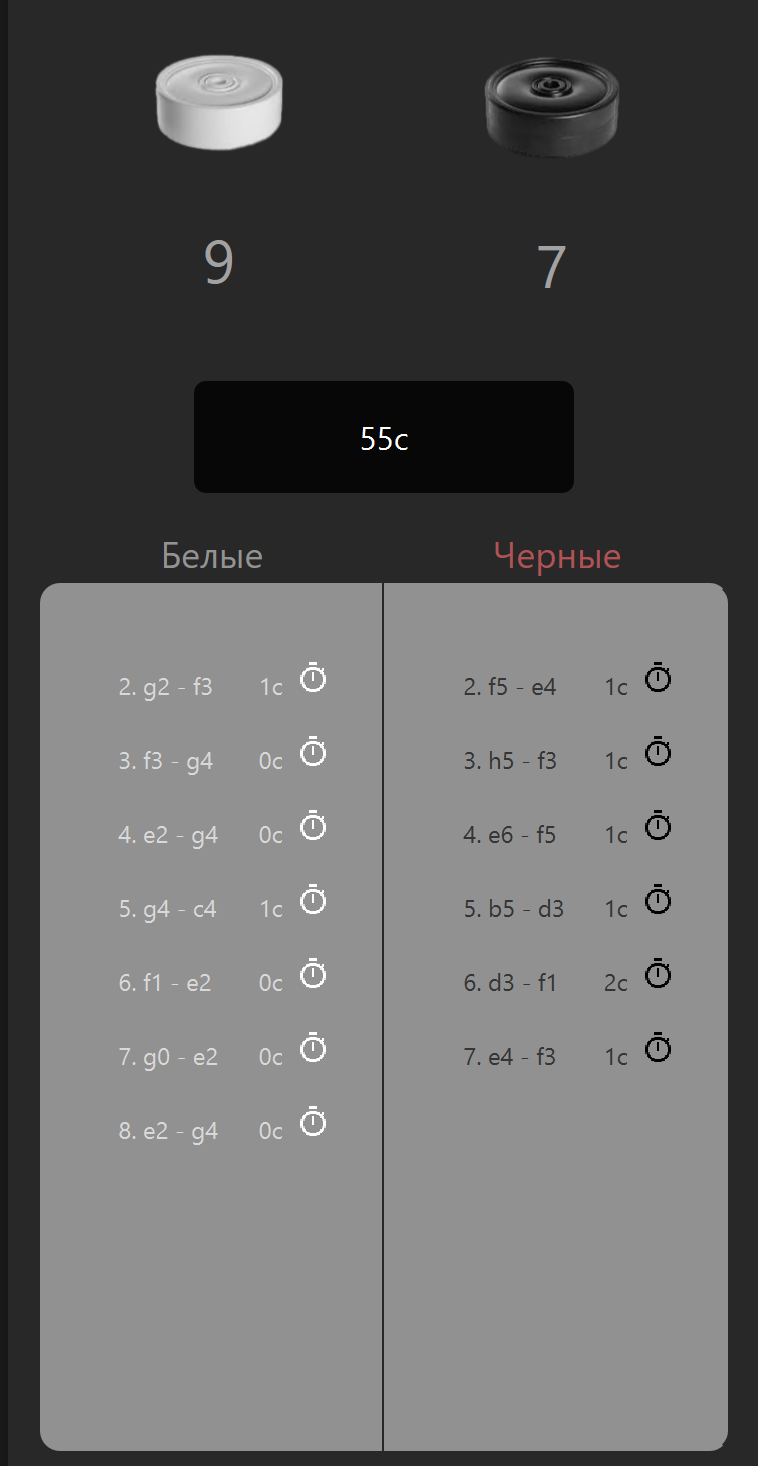 9 7
55с
Белые Черные
2. g2 - f3 1с 2. f5 - e4 1с
3. f3 - g4 0с 3. h5 - f3 1с
4. e2 - g4 0с 4. e6 - f5 1с
5. g4 - c4 1с 5. b5 - d3 1с
6. f1 - e2 0с 6. d3 - f1 2с
7. g0 - e2 0с 7. e4 - f3 1с
8. e2 - g4 0с